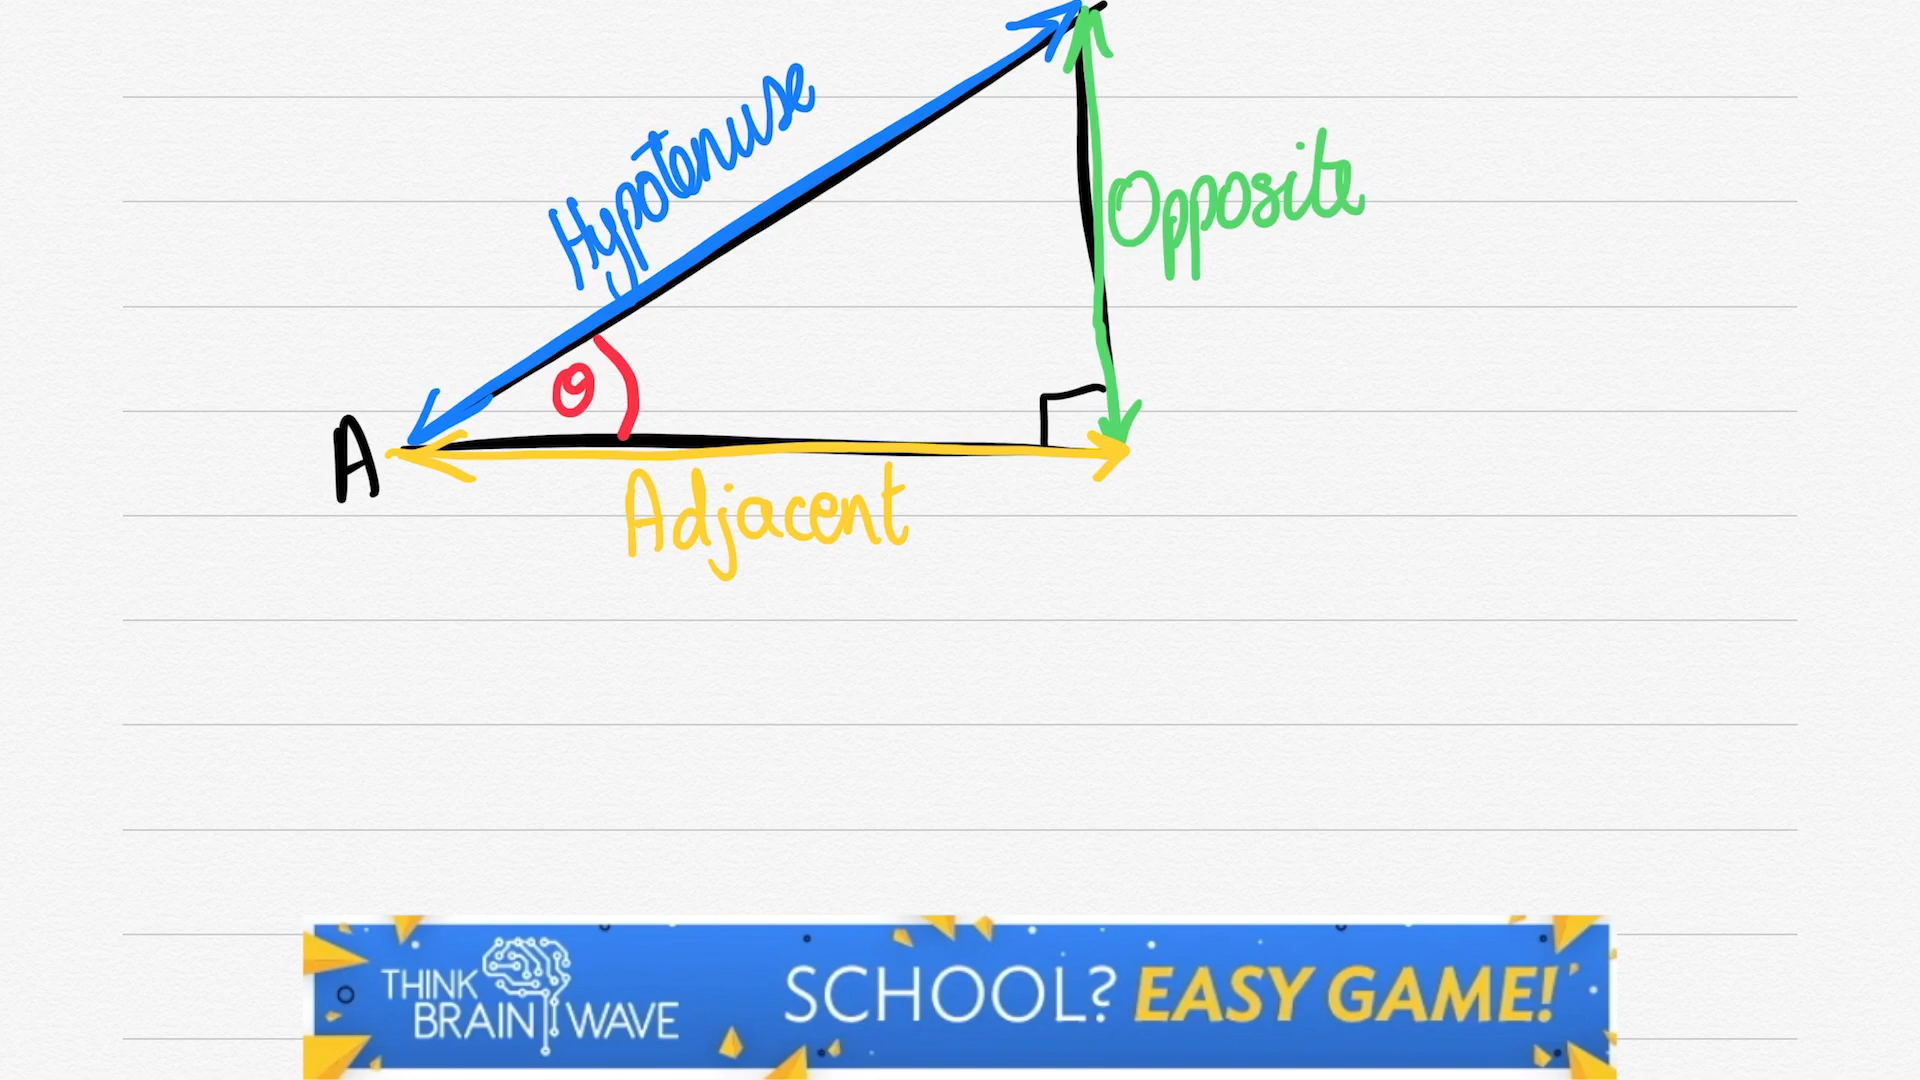 Hypotenuse
Opposite
θ
A
Adjacent
THINK
BRAIN WAVE
SCHOOL? EASY GAME!